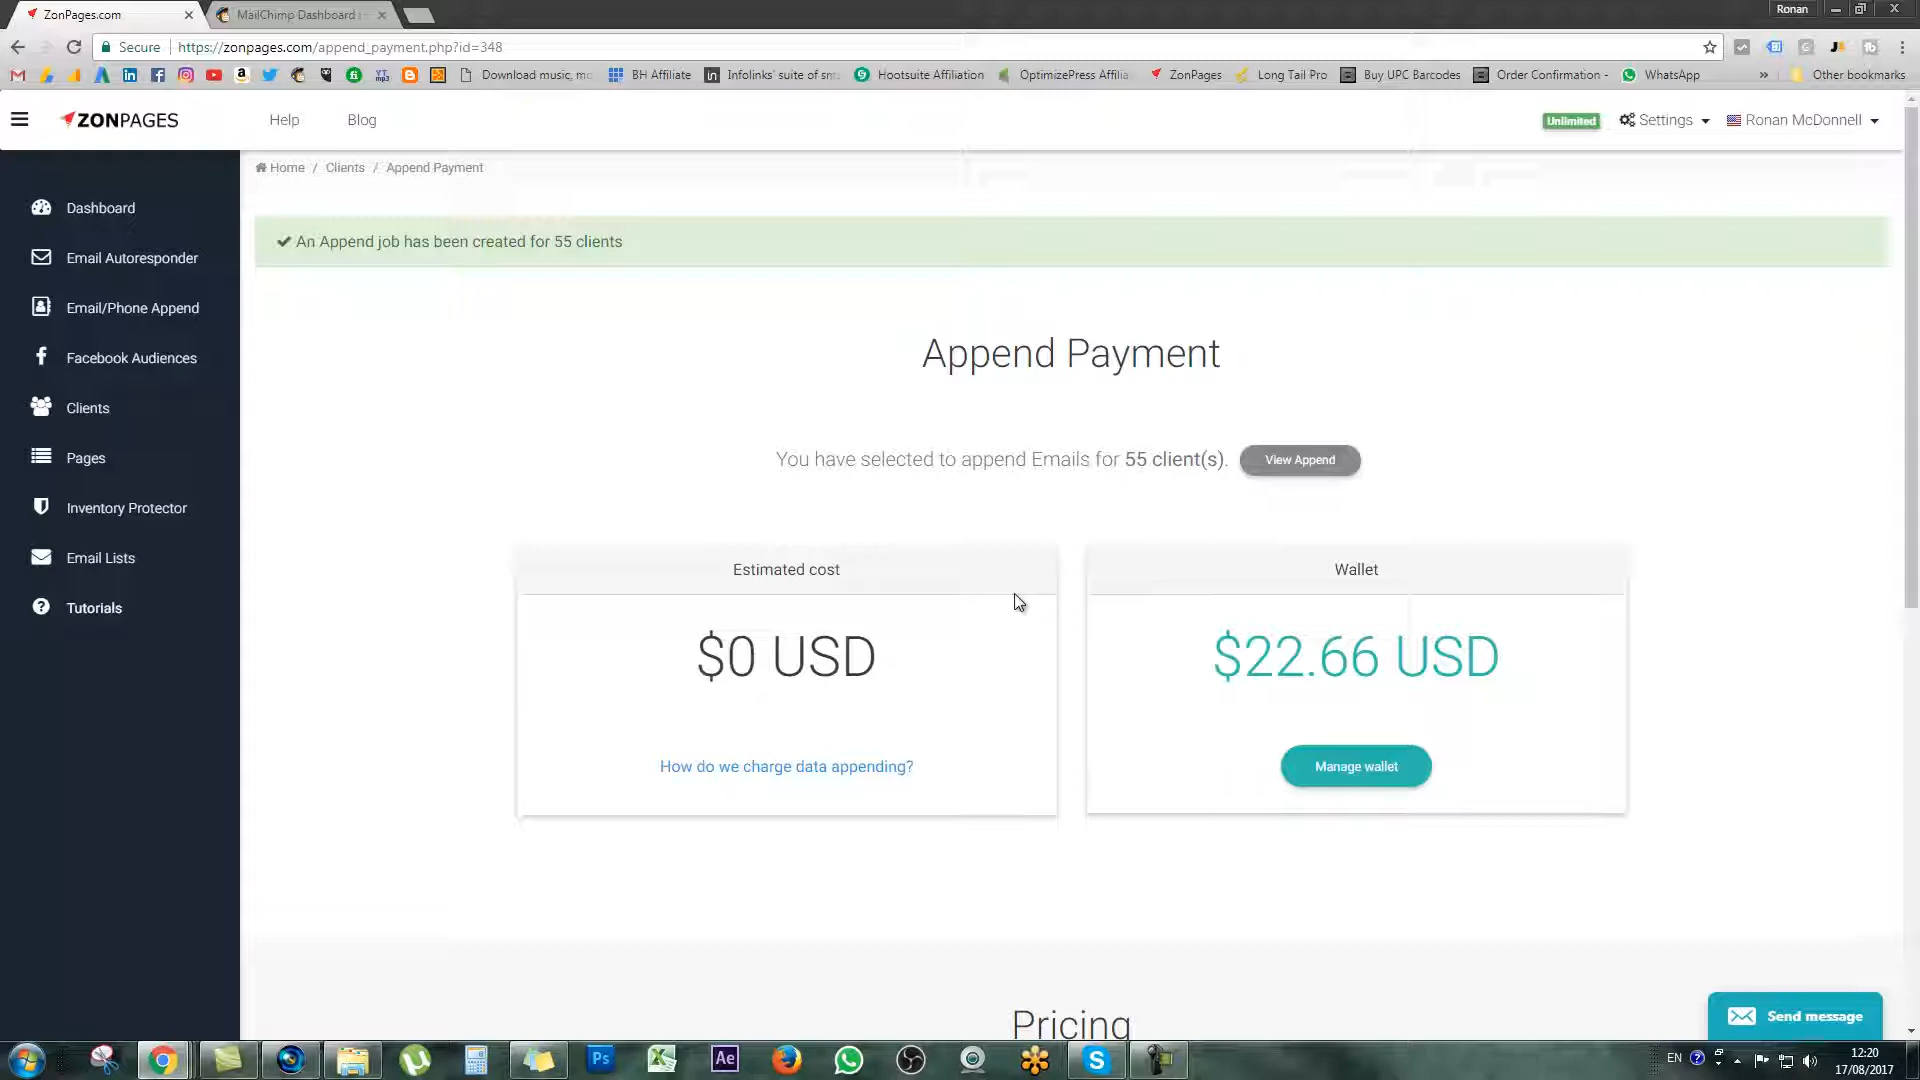 ZonPages.com
MailChimp Dashboard
Ronan
Secure
https://zonpages.com/append_payment.php?id=348
Download music, mo
BH Affiliate
Infolinks' suite of sm
Hootsuite Affiliation
OptimizePress Affilia
ZonPages
Long Tail Pro
Buy UPC Barcodes
Order Confirmation -
WhatsApp
»
Other bookmarks
ZONPAGES
Help
Blog
Unlimited
Settings
Ronan McDonnell
Home / Clients / Append Payment
Dashboard
Email Autoresponder
Email/Phone Append
Facebook Audiences
Clients
Pages
Inventory Protector
Email Lists
Tutorials
An Append job has been created for 55 clients
Append Payment
You have selected to append Emails for 55 client(s).
View Append
Estimated cost
$0 USD
How do we charge data appending?
Wallet
$22.66 USD
Manage wallet
Pricing
Send message
Ps
Ae
EN
12:20
17/08/2017